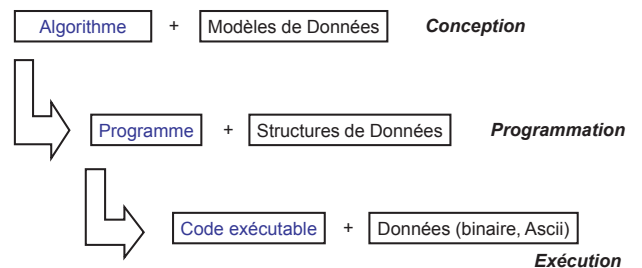 Algorithme + Modèles de Données Conception
Programme + Structures de Données Programmation
Code exécutable + Données (binaire, Ascii)
Exécution